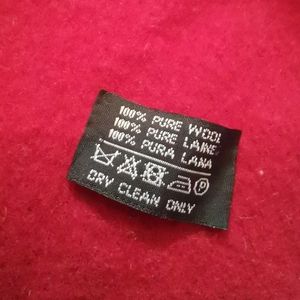 100% PURE WOOL
100% PURE LAINE
100% PURA LANA
P
DRY CLEAN ONLY